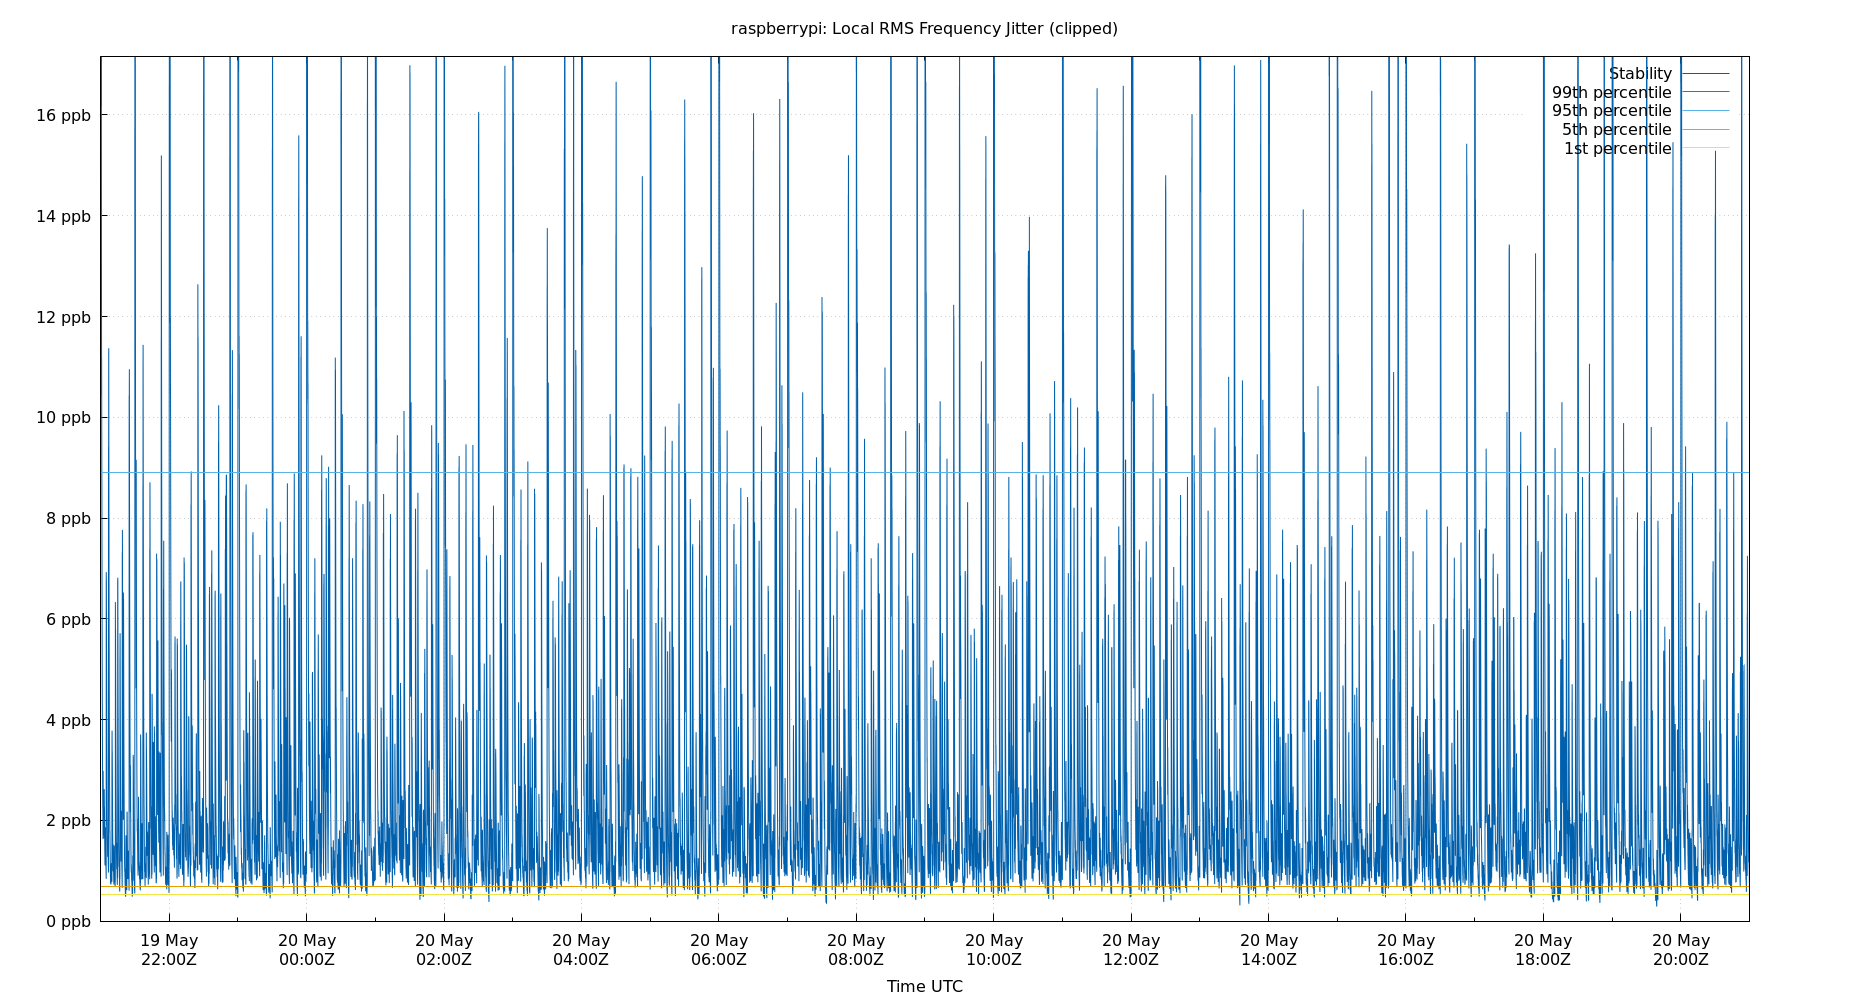 raspberrypi: Local RMS Frequency Jitter (clipped)
Stability
99th percentile
95th percentile
5th percentile
1st percentile
16 ppb
14 ppb
12 ppb
10 ppb
8 ppb
6 ppb
4 ppb
2 ppb
0 ppb
19 May 20 May 20 May 20 May 20 May 20 May 20 May 20 May 20 May 20 May 20 May 20 May
22:00Z 00:00Z 02:00Z 04:00Z 06:00Z 08:00Z 10:00Z 12:00Z 14:00Z 16:00Z 18:00Z 20:00Z
Time UTC